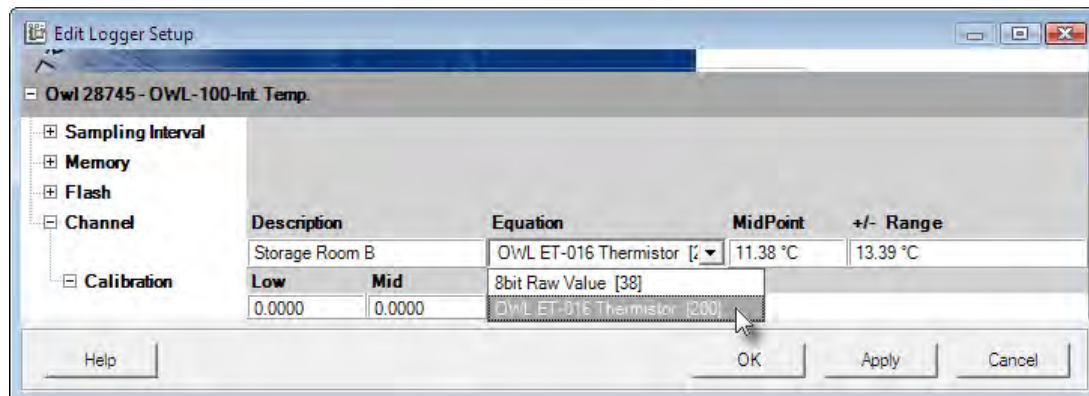 Edit Logger Setup
Owl 28745 - OWL-100-Int. Temp.
Sampling Interval
Memory
Flash
Channel Description Equation MidPoint +/- Range
Storage Room B OWL ET-016 Thermistor [2 11.38 °C 13.39 °C
Calibration Low Mid 8bit Raw Value [38]
0.0000 0.0000 OWL ET-016 Thermistor [200]
Help OK Apply Cancel